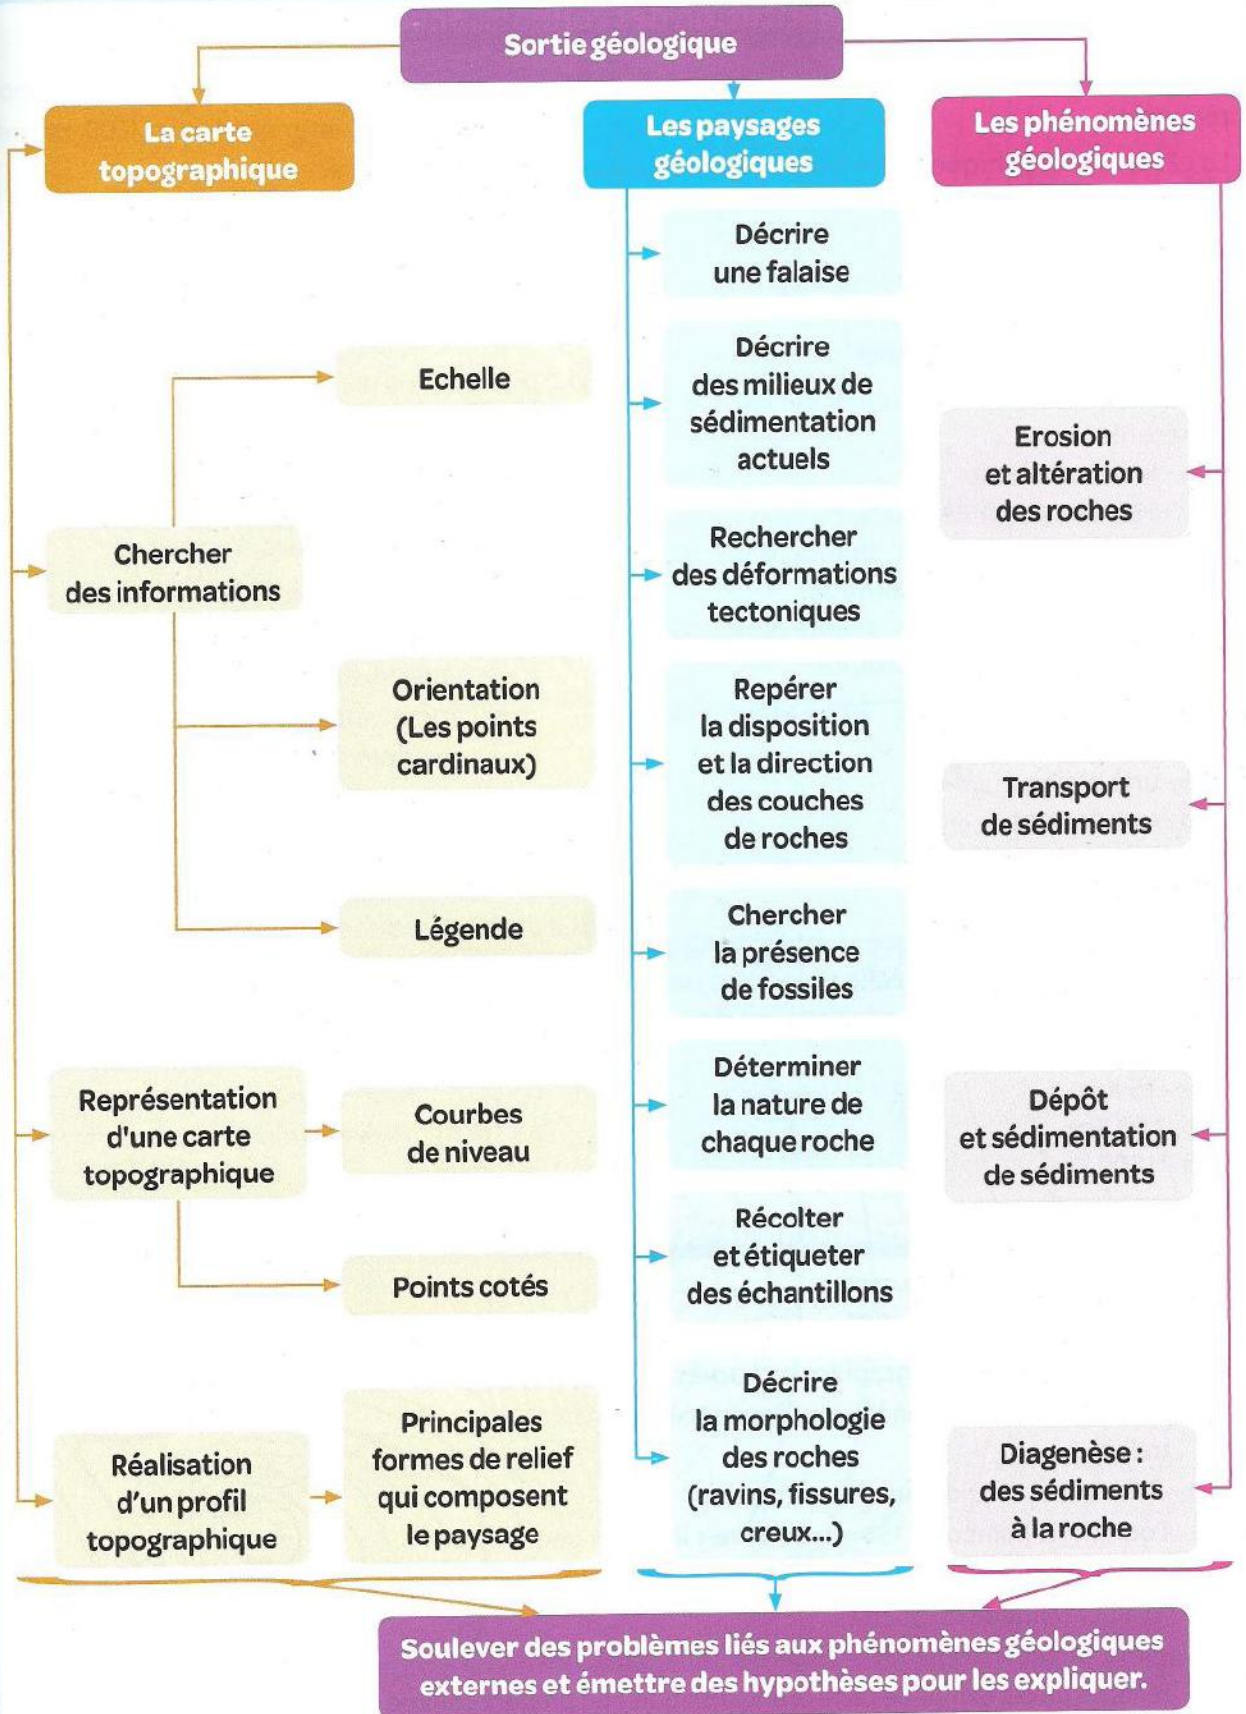 Sortie géologique
La carte
topographique
Chercher
des informations
Echelle
Orientation
(Les points
cardinaux)
Légende
Représentation
d'une carte
topographique
Courbes
de niveau
Points cotés
Réalisation
d'un profil
topographique
Principales
formes de relief
qui composent
le paysage
Les paysages
géologiques
Décrire
une falaise
Décrire
des milieux de
sédimentation
actuels
Rechercher
des déformations
tectoniques
Repérer
la disposition
et la direction
des couches
de roches
Chercher
la présence
de fossiles
Déterminer
la nature de
chaque roche
Récolter
et étiqueter
des échantillons
Décrire
la morphologie
des roches
(ravins, fissures,
creux...)
Les phénomènes
géologiques
Erosion
et altération
des roches
Transport
de sédiments
Dépôt
et sédimentation
de sédiments
Diagenèse :
des sédiments
à la roche
Soulever des problèmes liés aux phénomènes géologiques
externes et émettre des hypothèses pour les expliquer.